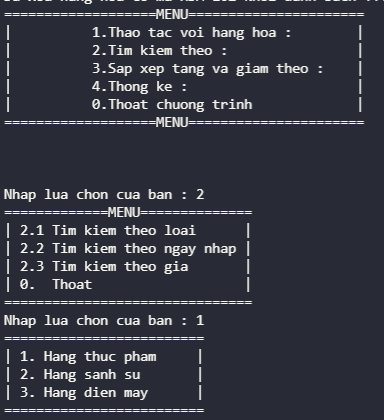 ===================MENU======================
|          1.Thao tac voi hang hoa :        |
|          2.Tim kiem theo :                |
|          3.Sap xep tang va giam theo :    |
|          4.Thong ke :                     |
|          0.Thoat chuong trinh             |
===================MENU======================
Nhap lua chon cua ban : 2
=============MENU==============
| 2.1 Tim kiem theo loai      |
| 2.2 Tim kiem theo ngay nhap |
| 2.3 Tim kiem theo gia       |
| 0.  Thoat                   |
===============================
Nhap lua chon cua ban : 1
=========================
| 1. Hang thuc pham     |
| 2. Hang sanh su       |
| 3. Hang dien may      |
=========================